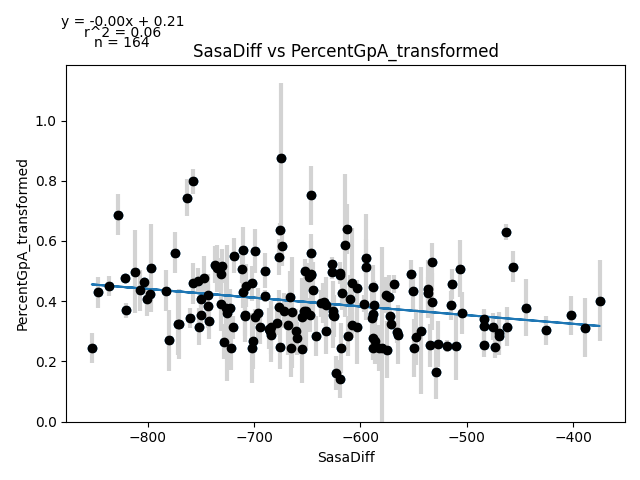 y = -0.00x + 0.21
r^2 = 0.06
n = 164
SasaDiff vs PercentGpA_transformed
PercentGpA_transformed
1.0
0.8
0.6
0.4
0.2
0.0
−800 −700 −600 −500 −400
SasaDiff